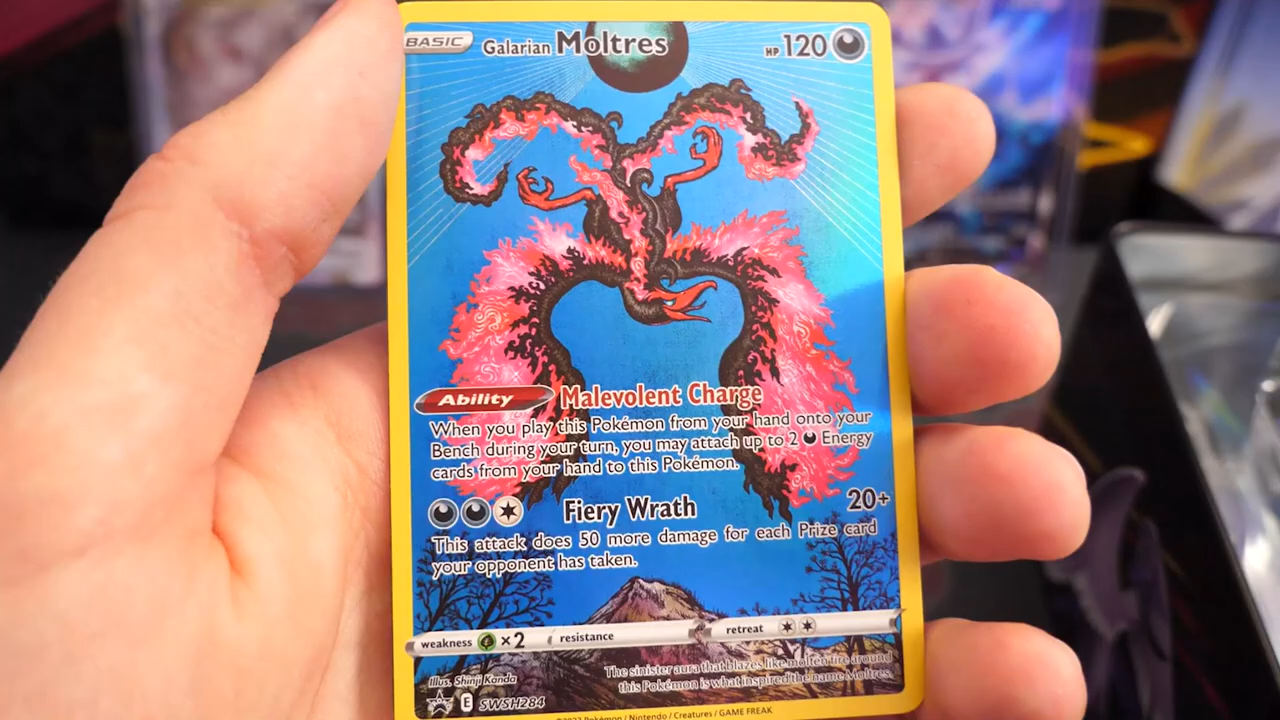 BASIC Galarian Moltres HP 120
Ability Malevolent Charge
When you play this Pokémon from your hand onto your
Bench during your turn, you may attach up to 2 Energy
cards from your hand to this Pokémon.
Fiery Wrath 20+
This attack does 50 more damage for each Prize card
your opponent has taken.
weakness ×2 resistance retreat
The sinister aura that blazes like molten fire around
this Pokémon is what inspired the name Moltres.
Illus. Shinji Kanda
E SWSH284
Pokémon / Nintendo / Creatures / GAME FREAK